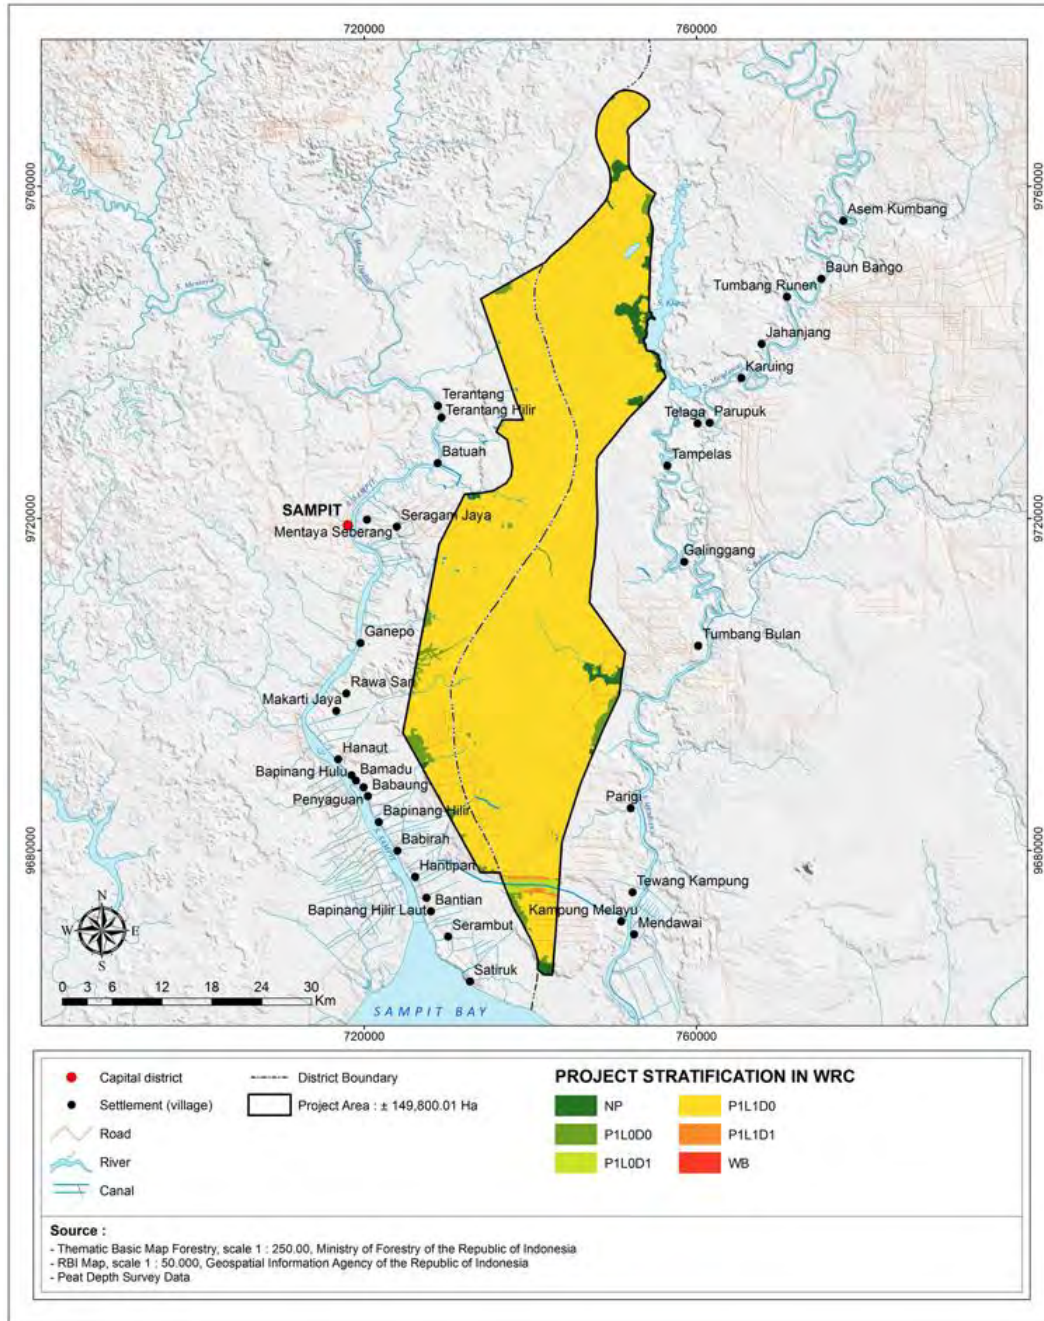 720000
760000
9760000
9760000
Asem Kumbang
Baun Bango
Tumbang Runen
S. Mentaya
Jahanjang
Karuing
Terantang
Terantang Hilir
Telaga
Parupuk
Batuah
Tampelas
S. SAMPIT
SAMPIT
Seragam Jaya
Mentaya Seberang
9720000
9720000
Galinggang
Ganepo
Tumbang Bulan
Rawa Sari
Makarti Jaya
Hanaut
Bapinang Hulu
Bamadu
Babaung
Penyaguan
Parigi
Bapinang Hilir
Babirah
9680000
9680000
Hantipan
Tewang Kampung
Bantian
Bapinang Hilir Laut
Kampung Melayu
Mendawai
Serambut
N
W
E
S
Satiruk
0 3 6 12 18 24 30
Km
SAMPIT BAY
720000
760000
Capital district
District Boundary
PROJECT STRATIFICATION IN WRC
Settlement (village)
Project Area : ± 149,800.01 Ha
NP
P1L1D0
Road
P1L0D0
P1L1D1
River
P1L0D1
WB
Canal
Source :
- Thematic Basic Map Forestry, scale 1 : 250.00, Ministry of Forestry of the Republic of Indonesia
- RBI Map, scale 1 : 50.000, Geospatial Information Agency of the Republic of Indonesia
- Peat Depth Survey Data